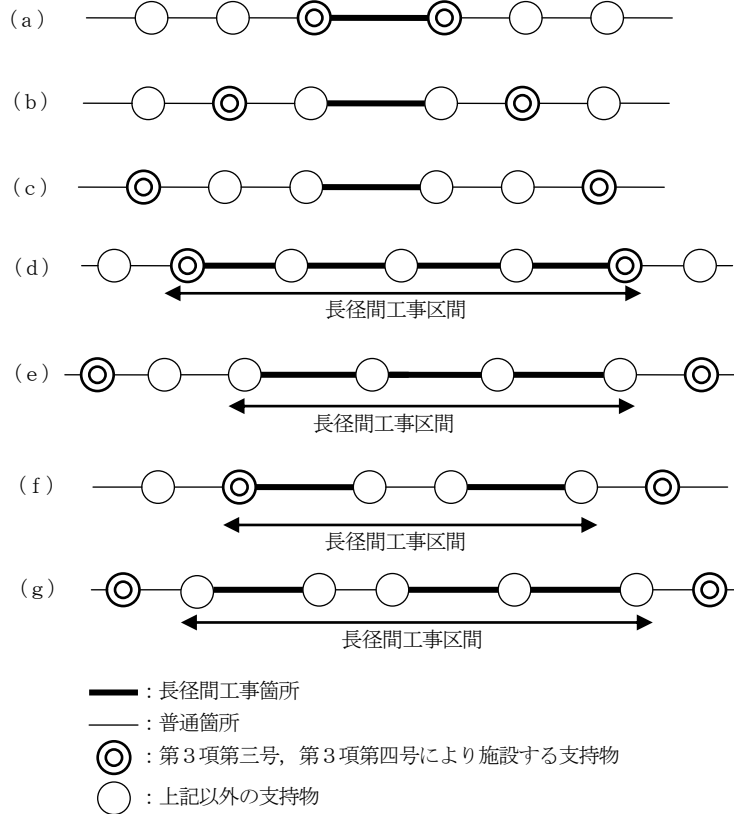 (a)
(b)
(c)
(d)
長径間工事区間
(e)
長径間工事区間
(f)
長径間工事区間
(g)
長径間工事区間
：長径間工事箇所
：普通箇所
：第３項第三号，第３項第四号により施設する支持物
：上記以外の支持物